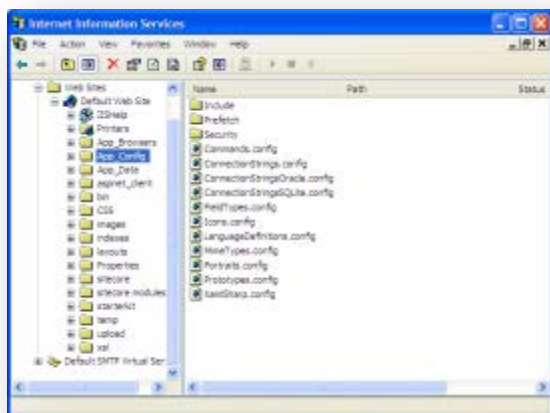 Internet Information Services
File Action View Favorites Window Help
Web Sites
Default Web Site
IISHelp
Printers
App_Browsers
App_Config
App_Data
aspnet_client
bin
CSS
images
indexes
layouts
Properties
sitecore
sitecore modules
starterkit
temp
upload
xsl
Default SMTP Virtual Ser
Name Path Status
Include
Prefetch
Security
Commands.config
ConnectionStrings.config
ConnectionStringsOracle.config
ConnectionStringsSQLite.config
FieldTypes.config
Icons.config
LanguageDefinitions.config
MimeTypes.config
Portraits.config
Prototypes.config
XamlSharp.config